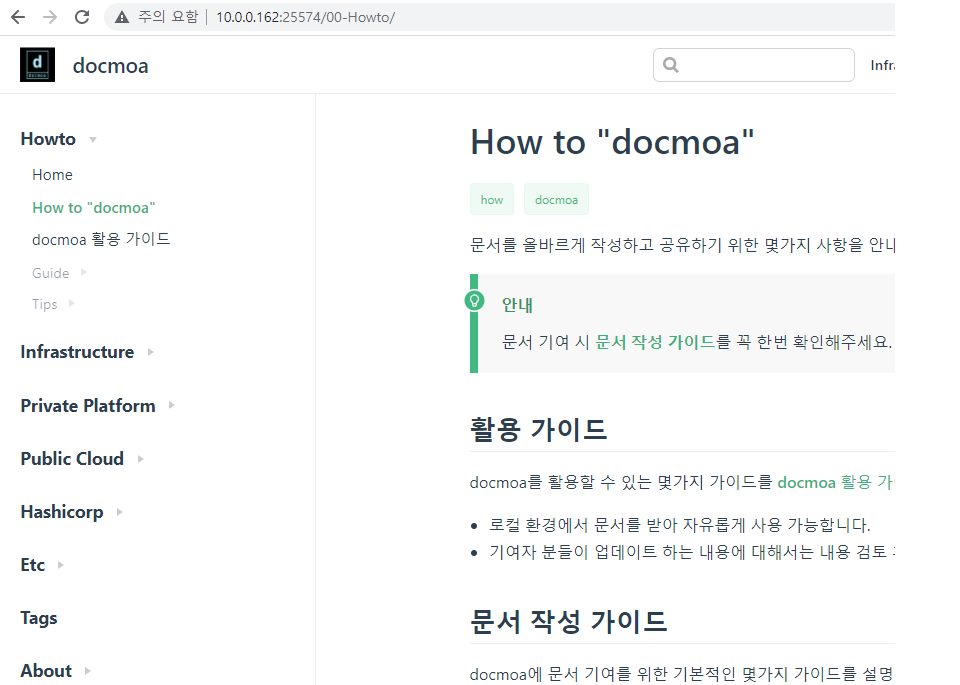 주의 요함
10.0.0.162:25574/00-Howto/
docmoa
Howto
Home
How to "docmoa"
docmoa 활용 가이드
Guide
Tips
Infrastructure
Private Platform
Public Cloud
Hashicorp
Etc
Tags
About
How to "docmoa"
how docmoa
문서를 올바르게 작성하고 공유하기 위한 몇가지 사항을
안내
문서 기여 시 문서 작성 가이드를 꼭 한번 확인해주세요.
활용 가이드
docmoa를 활용할 수 있는 몇가지 가이드를 docmoa 활용
로컬 환경에서 문서를 받아 자유롭게 사용 가능합니다.
기여자 분들이 업데이트 하는 내용에 대해서는 내용 검토
문서 작성 가이드
docmoa에 문서 기여를 위한 기본적인 몇가지 가이드를 설명